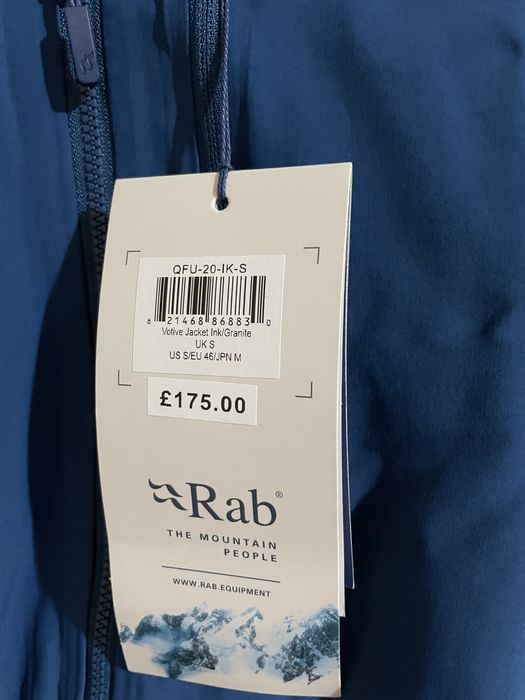 QFU-20-IK-S
8 21468 86883 0
Votive Jacket Ink/Granite
UK S
US S/EU 46/JPN M
£175.00
Rab®
THE MOUNTAIN
PEOPLE
WWW.RAB.EQUIPMENT